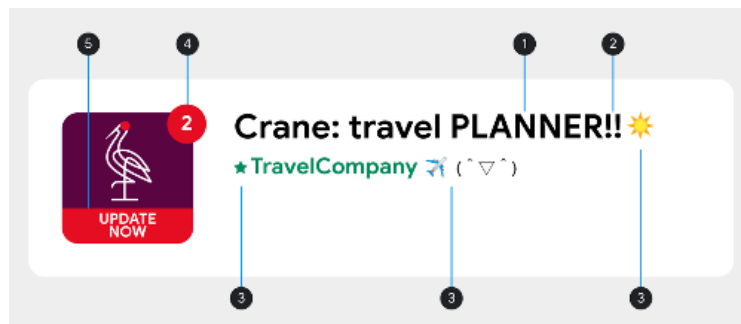 5 4 1 2
2
Crane: travel PLANNER!!☀️
★TravelCompany ✈️ (ˆ▽ˆ)
UPDATE
NOW
3 3 3